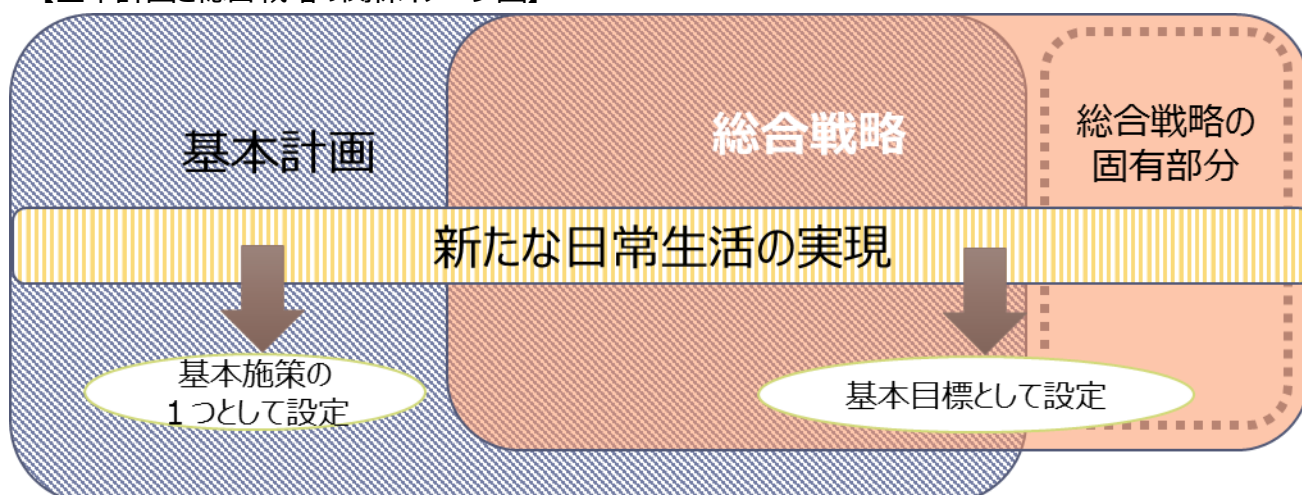 基本計画
総合戦略
総合戦略の
固有部分
新たな日常生活の実現
基本施策の
１つとして設定
基本目標として設定